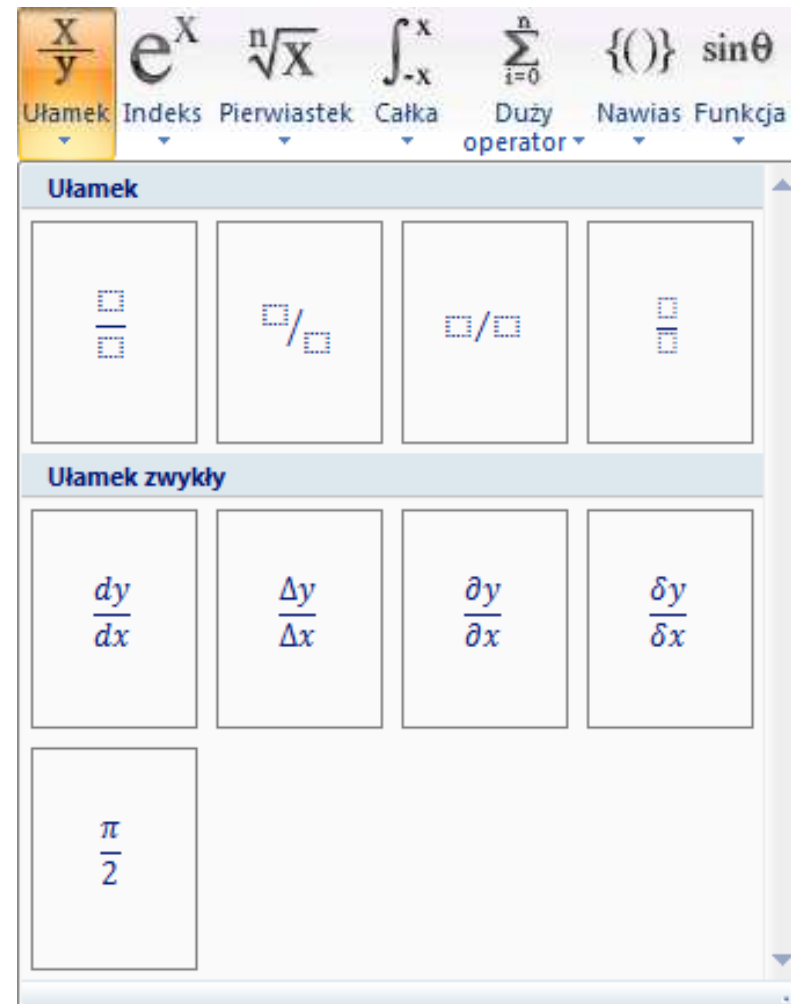 x/y e^x ⁿ√x ∫_-x^x ∑_i=0^n {()} sinθ
Ułamek Indeks Pierwiastek Całka Duży operator Nawias Funkcja
Ułamek
Ułamek zwykły
dy/dx Δy/Δx ∂y/∂x δy/δx
π/2